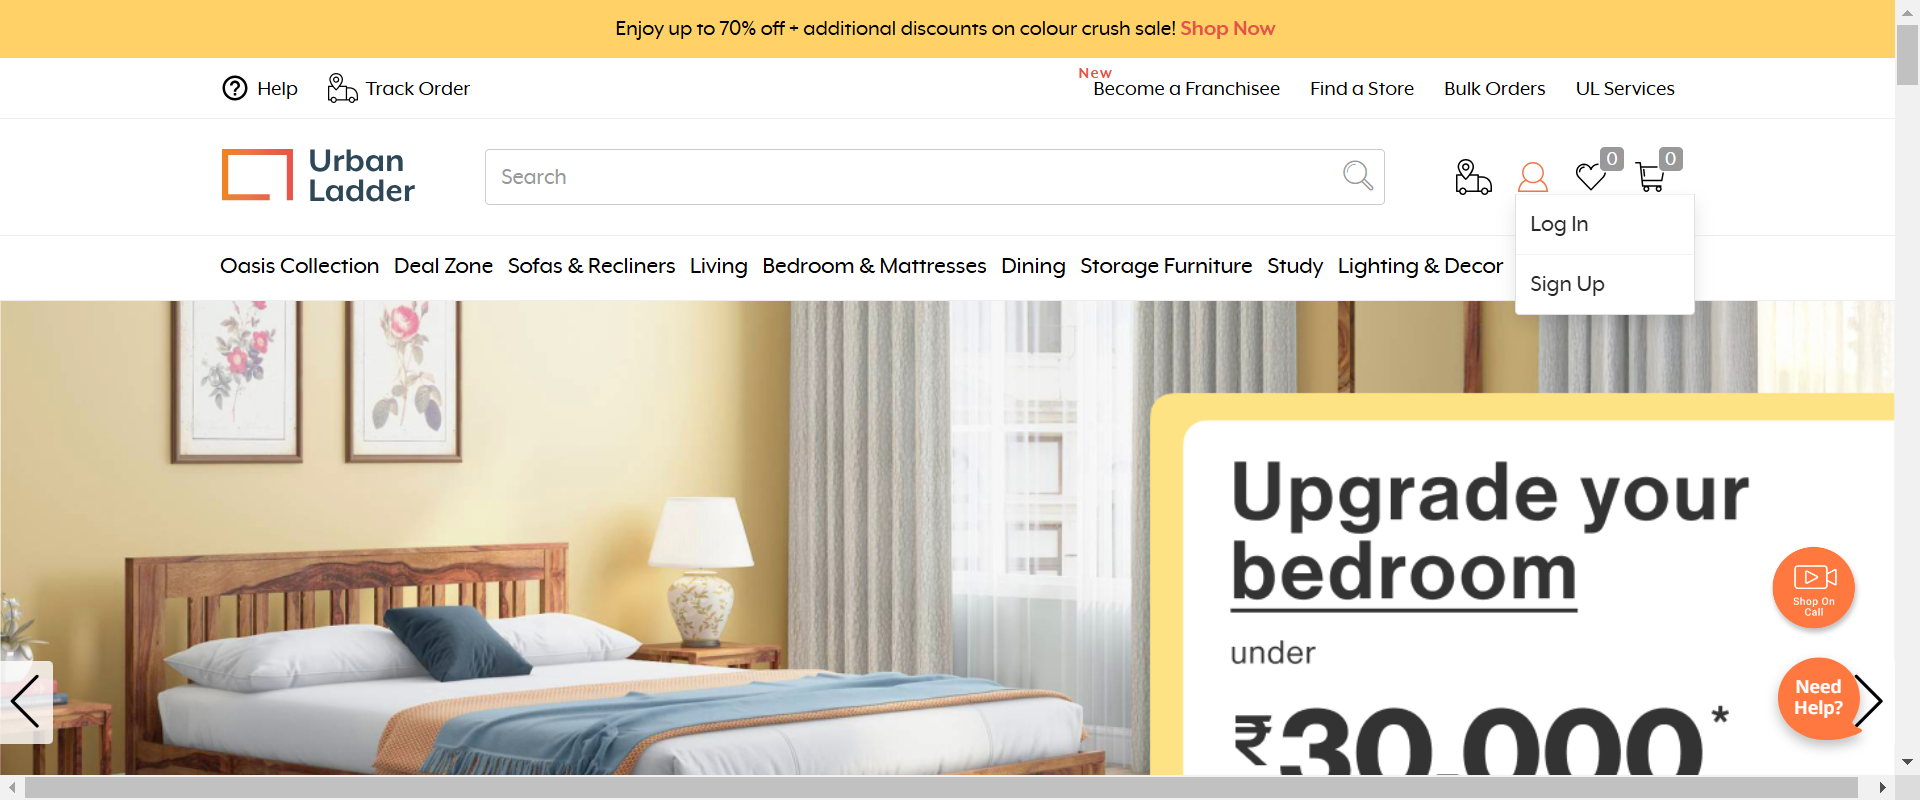 Enjoy up to 70% off + additional discounts on colour crush sale! Shop Now
Help
Track Order
New
Become a Franchisee
Find a Store
Bulk Orders
UL Services
Urban
Ladder
Search
0
0
Log In
Sign Up
Oasis Collection
Deal Zone
Sofas & Recliners
Living
Bedroom & Mattresses
Dining
Storage Furniture
Study
Lighting & Decor
Upgrade your
bedroom
under
₹30,000*
Shop On
Call
Need
Help?